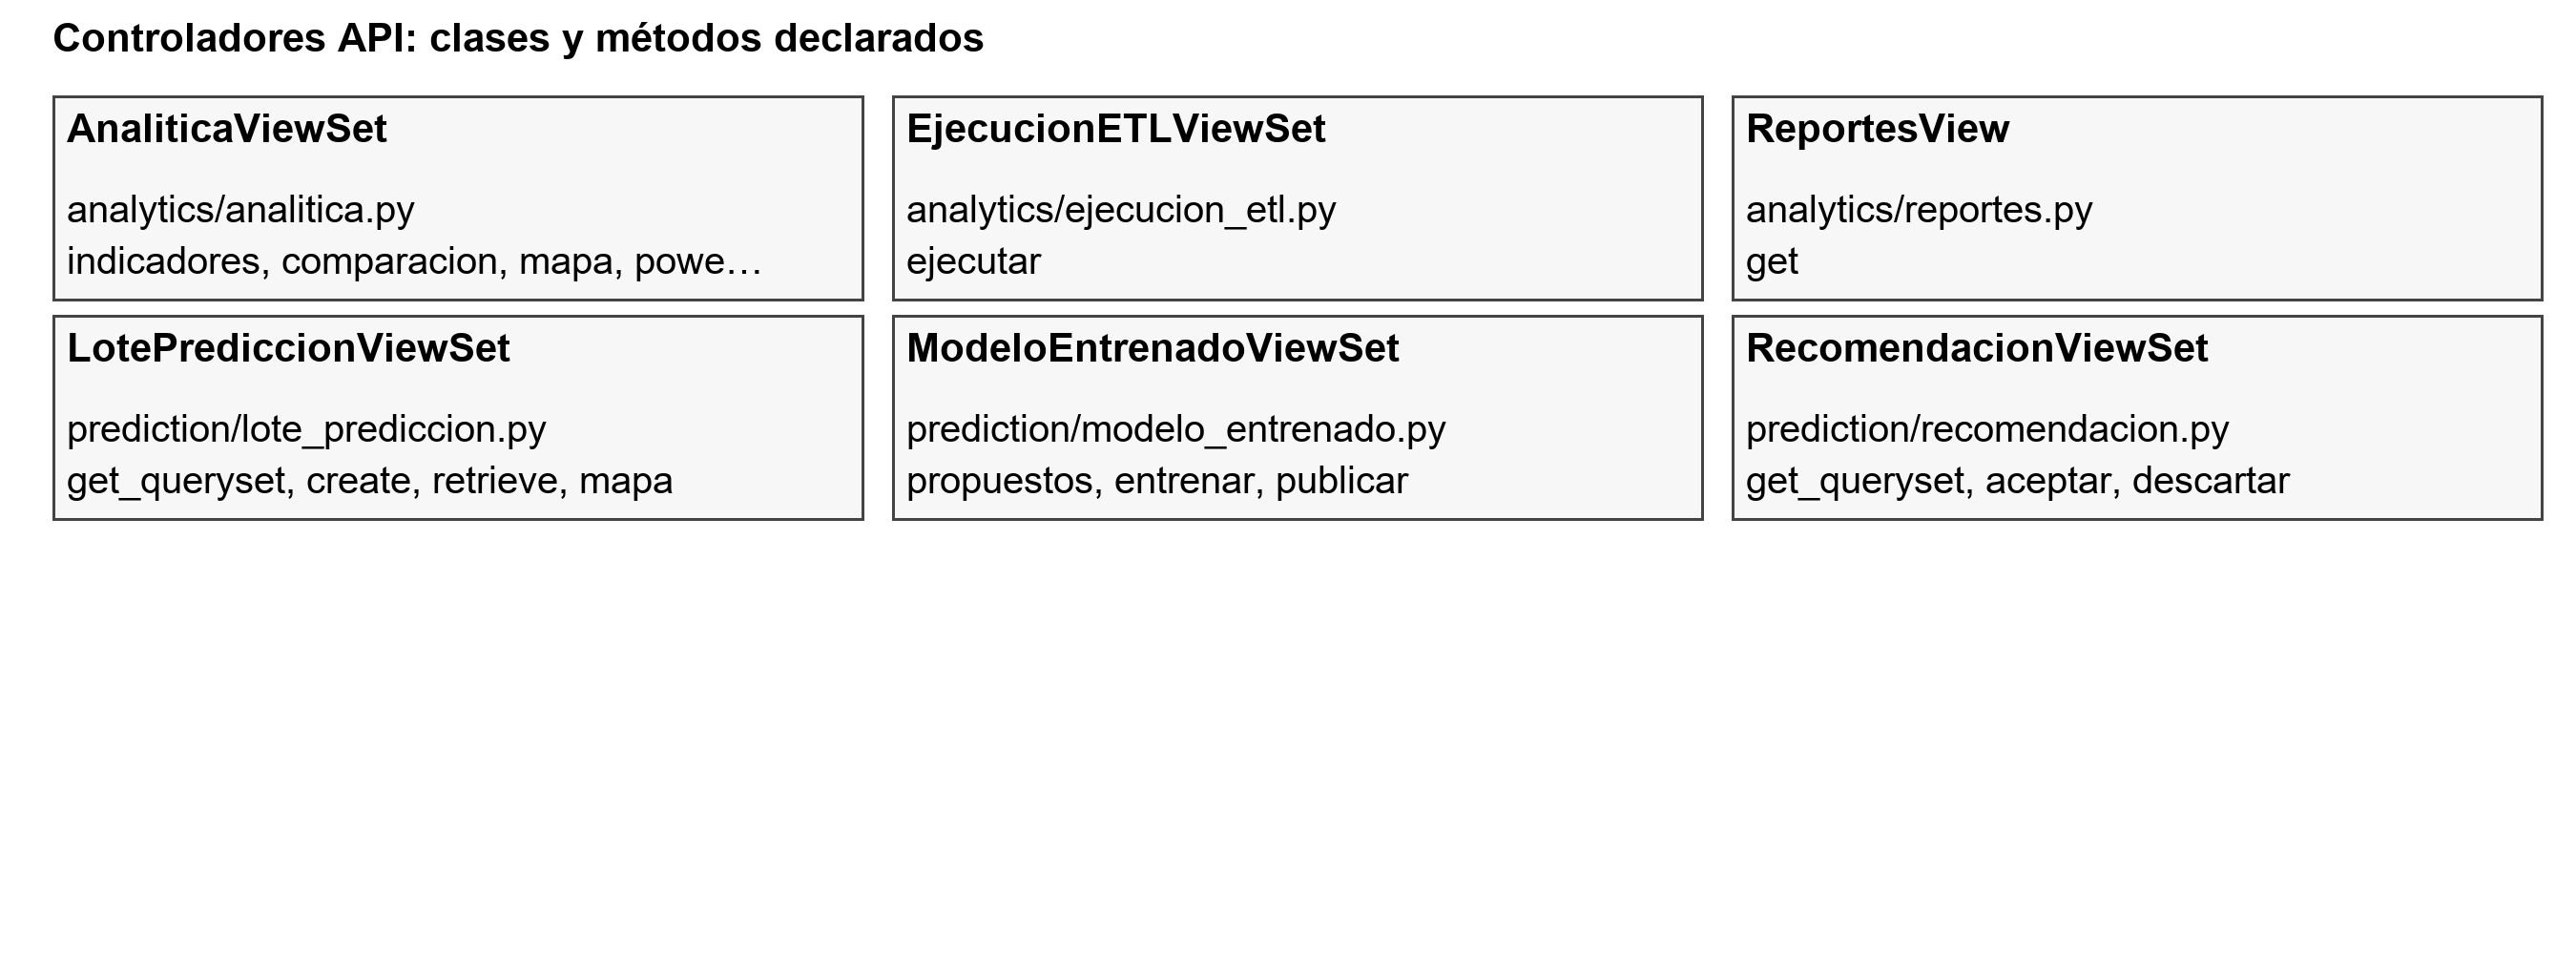 Controladores API: clases y métodos declarados
AnaliticaViewSet
analytics/analitica.py
indicadores, comparacion, mapa, powe…
EjecucionETLViewSet
analytics/ejecucion_etl.py
ejecutar
ReportesView
analytics/reportes.py
get
LotePrediccionViewSet
prediction/lote_prediccion.py
get_queryset, create, retrieve, mapa
ModeloEntrenadoViewSet
prediction/modelo_entrenado.py
propuestos, entrenar, publicar
RecomendacionViewSet
prediction/recomendacion.py
get_queryset, aceptar, descartar